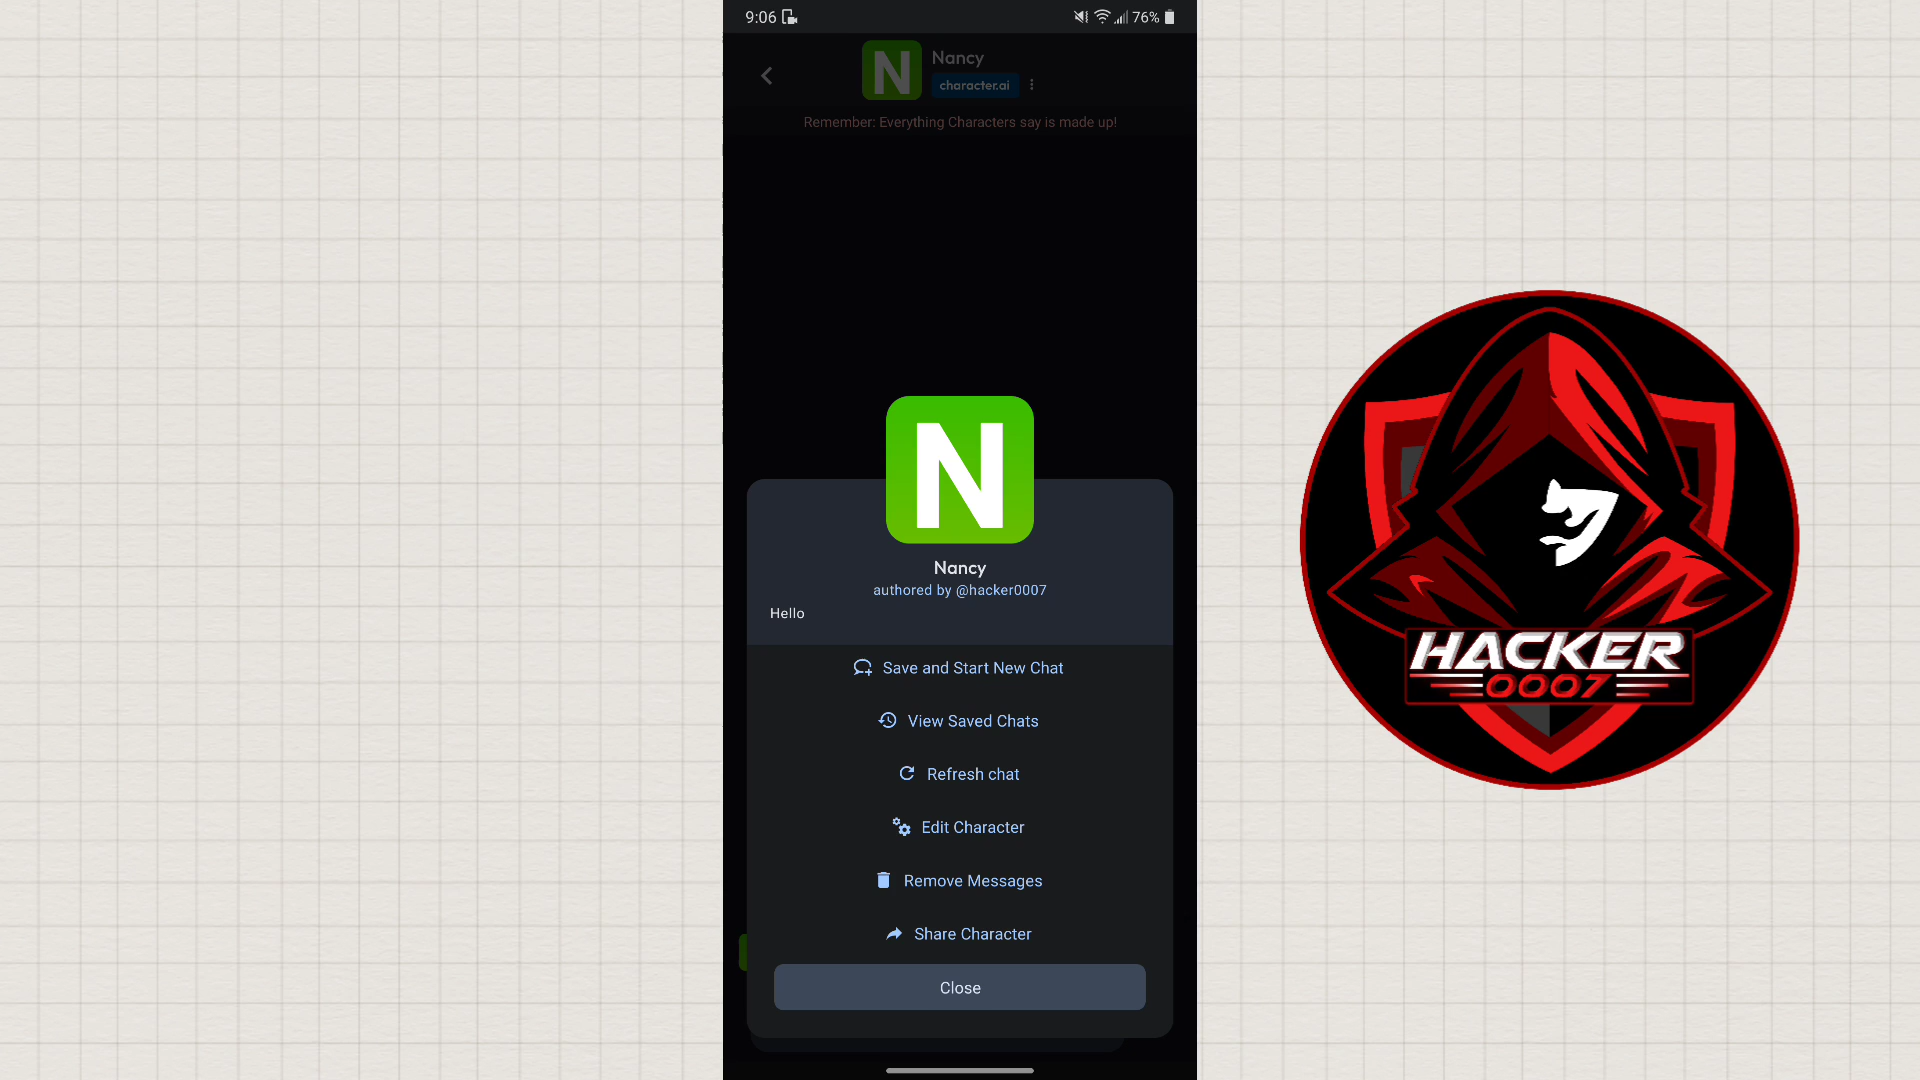 9:06
76%
Nancy
character.ai
Remember: Everything Characters say is made up!
N
N
Nancy
authored by @hacker0007
Hello
Save and Start New Chat
View Saved Chats
Refresh chat
Edit Character
Remove Messages
Share Character
Close
HACKER
0007